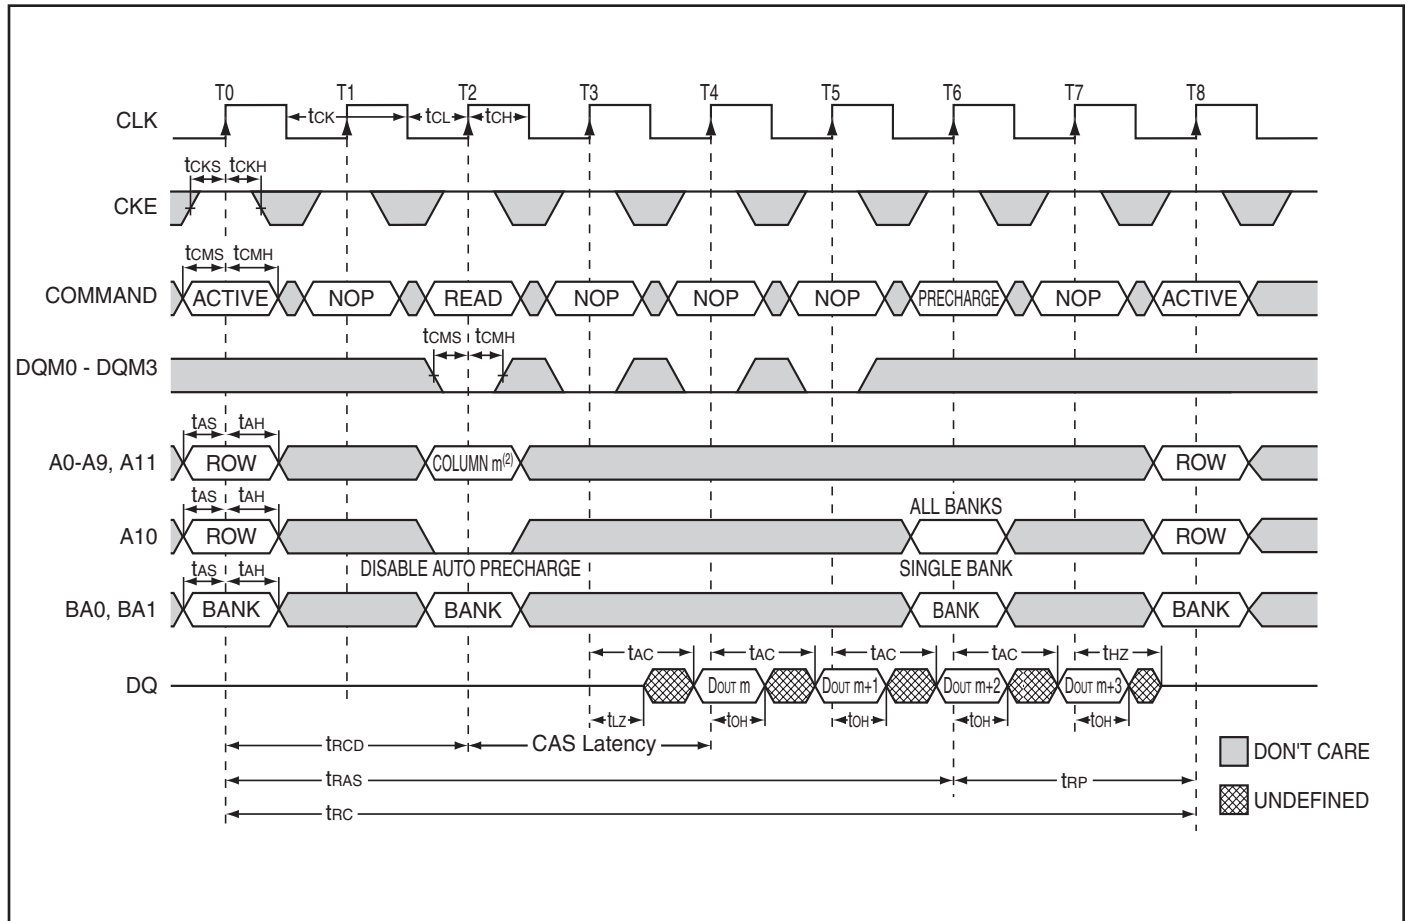 T0 T1 T2 T3 T4 T5 T6 T7 T8
CLK tCK tCL tCH
tCKS tCKH
CKE
tCMS tCMH
COMMAND ACTIVE NOP READ NOP NOP NOP PRECHARGE NOP ACTIVE
tCMS tCMH
DQM0 - DQM3
tAS tAH
A0-A9, A11 ROW COLUMN m(2) ROW
tAS tAH ALL BANKS
A10 ROW ROW
DISABLE AUTO PRECHARGE SINGLE BANK
tAS tAH
BA0, BA1 BANK BANK BANK BANK
tAC tAC tAC tAC tHZ
DQ DOUT m DOUT m+1 DOUT m+2 DOUT m+3
tLZ tOH tOH tOH tOH
tRCD CAS Latency
DON'T CARE
tRAS tRP
UNDEFINED
tRC